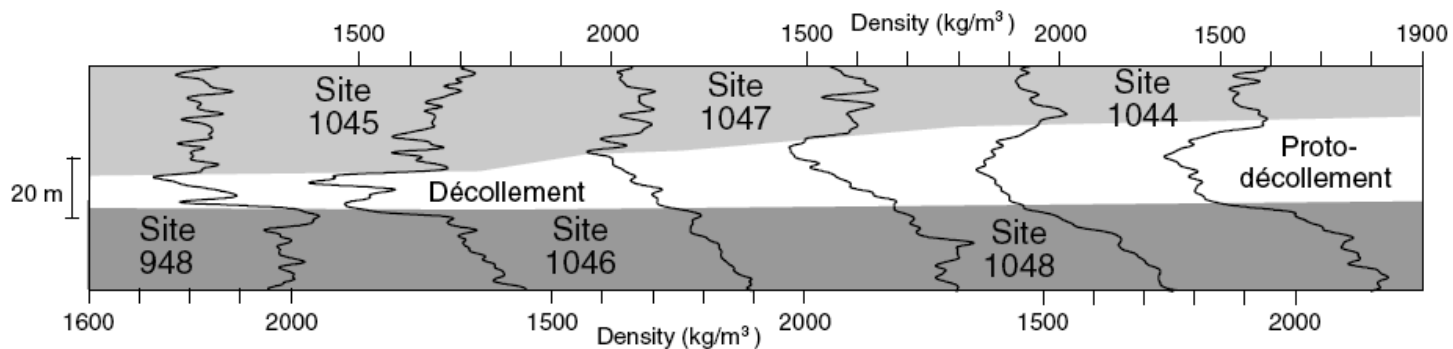 Density (kg/m³)
1500 2000 1500 2000 1500 1900
Site
1045
Site
1047
Site
1044
20 m
Décollement
Proto-
décollement
Site
948
Site
1046
Site
1048
1600 2000 1500 2000 1500 2000
Density (kg/m³)